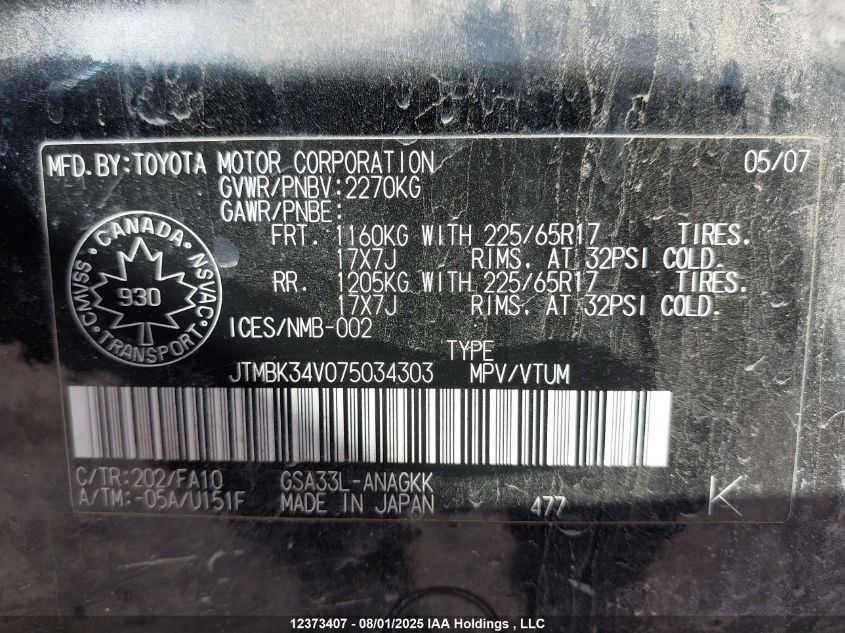 MFD.BY:TOYOTA MOTOR CORPORATION 05/07
GVWR/PNBV:2270KG
GAWR/PNBE:
FRT. 1160KG WITH 225/65R17 TIRES.
17X7J RIMS, AT 32PSI COLD.
RR. 1205KG WITH 225/65R17 TIRES.
17X7J RIMS. AT 32PSI COLD.
CANADA
CMVSS NSVAC
930
TRANSPORT
ICES/NMB-002
TYPE
JTMBK34V075034303 MPV/VTUM
C/TR:202/FA10 GSA33L-ANAGKK
A/TM:-05A/U151F MADE IN JAPAN 477 K
12373407 - 08/01/2025 IAA Holdings , LLC